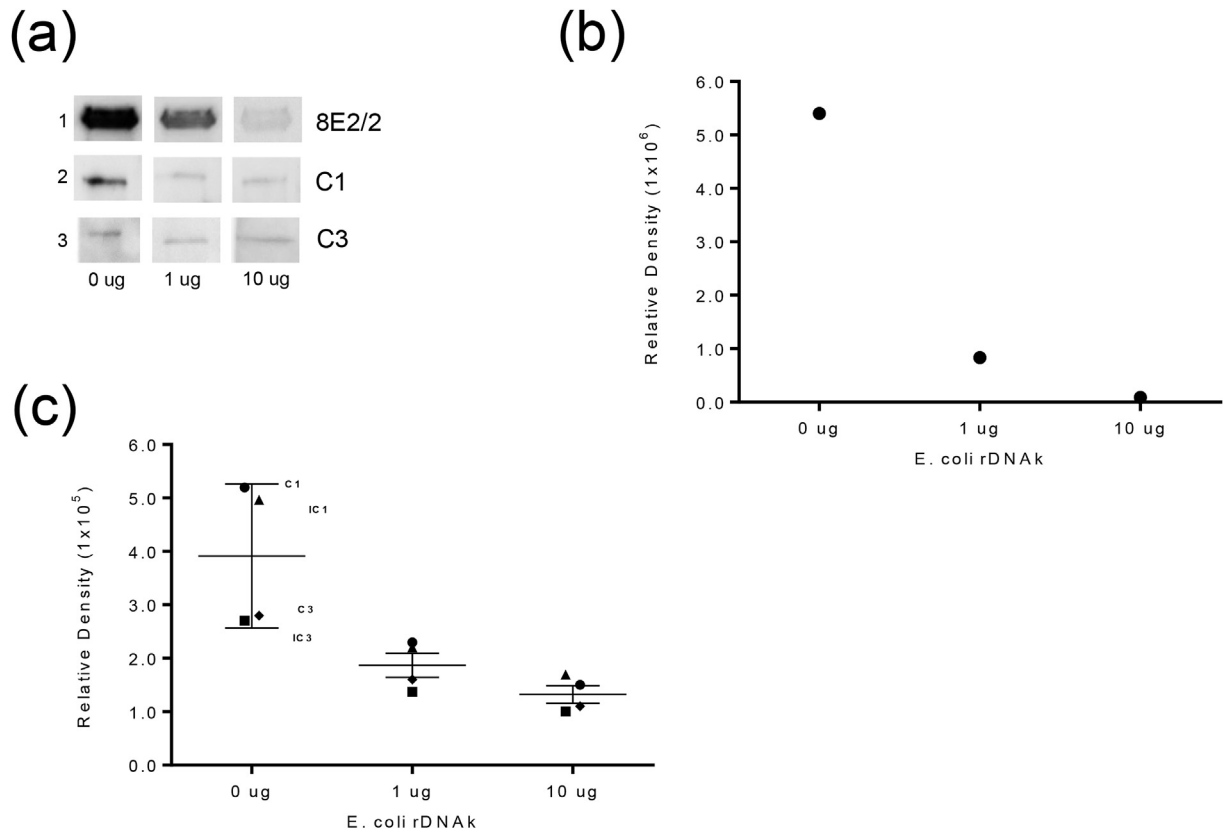 (a)
1 8E2/2
2 C1
3 C3
0 ug 1 ug 10 ug
(b)
Relative Density (1x10⁶)
6.0
5.0
4.0
3.0
2.0
1.0
0.0
0 ug 1 ug 10 ug
E. coli rDNAk
(c)
Relative Density (1x10⁵)
6.0
5.0
4.0
3.0
2.0
1.0
0.0
C1
IC1
C3
IC3
0 ug 1 ug 10 ug
E. coli rDNAk